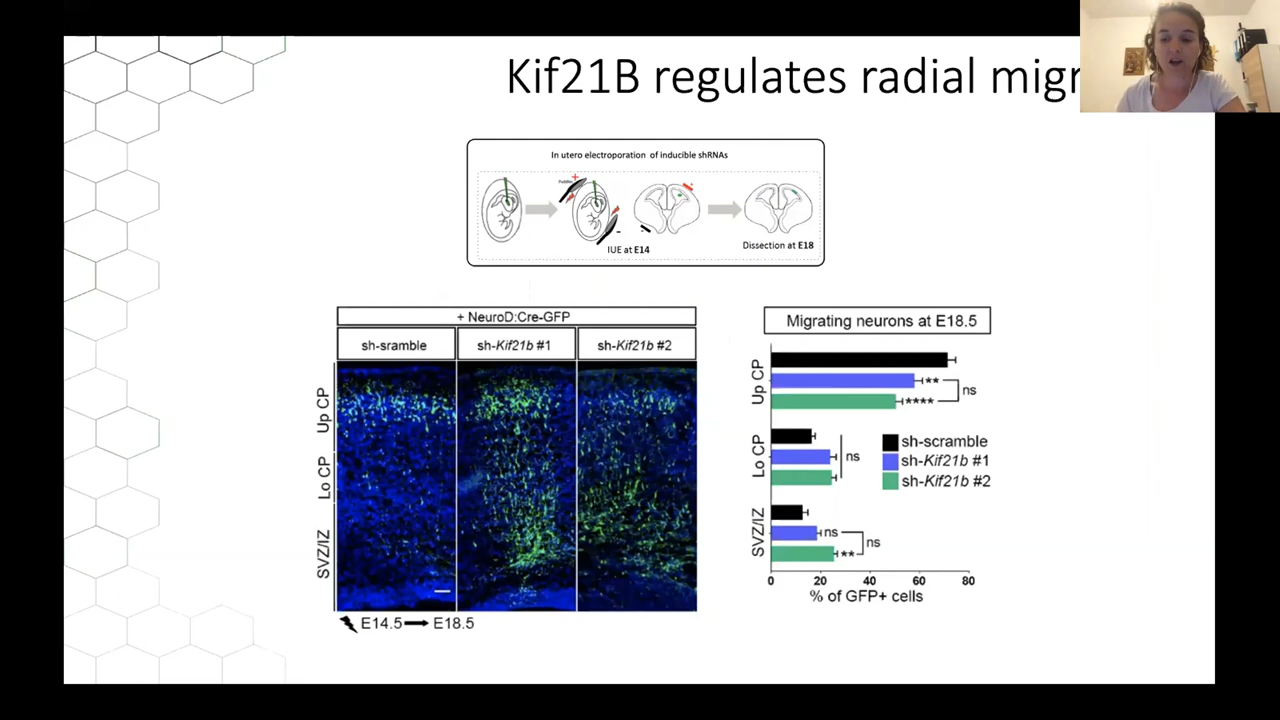 Kif21B regulates radial migr
In utero electroporation of inducible shRNAs
Paddles
+
-
-
IUE at E14
Dissection at E18
+ NeuroD:Cre-GFP
sh-sramble
sh-Kif21b #1
sh-Kif21b #2
Up CP
Lo CP
SVZ/IZ
E14.5 E18.5
Migrating neurons at E18.5
Up CP
**
****
ns
Lo CP
ns
SVZ/IZ
ns
**
ns
sh-scramble
sh-Kif21b #1
sh-Kif21b #2
0 20 40 60 80
% of GFP+ cells